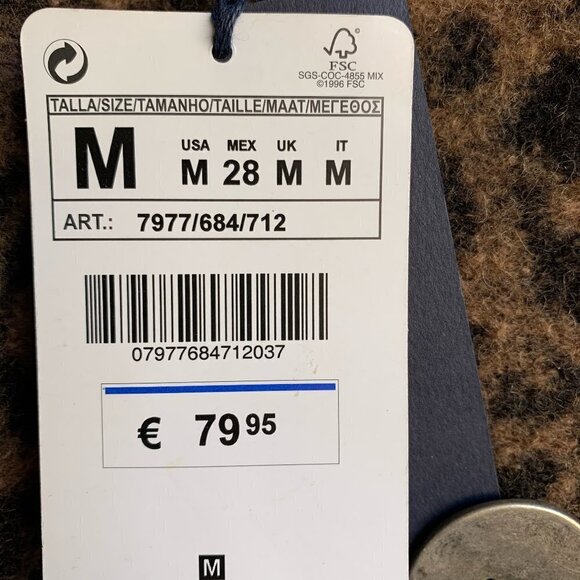 FSC
SGS-COC-4855 MIX
©1996 FSC
TALLA/SIZE/TAMANHO/TAILLE/MAAT/ΜΕΓΕΘΟΣ
M
USA MEX UK IT
M 28 M M
ART.: 7977/684/712
07977684712037
€ 79 95
M